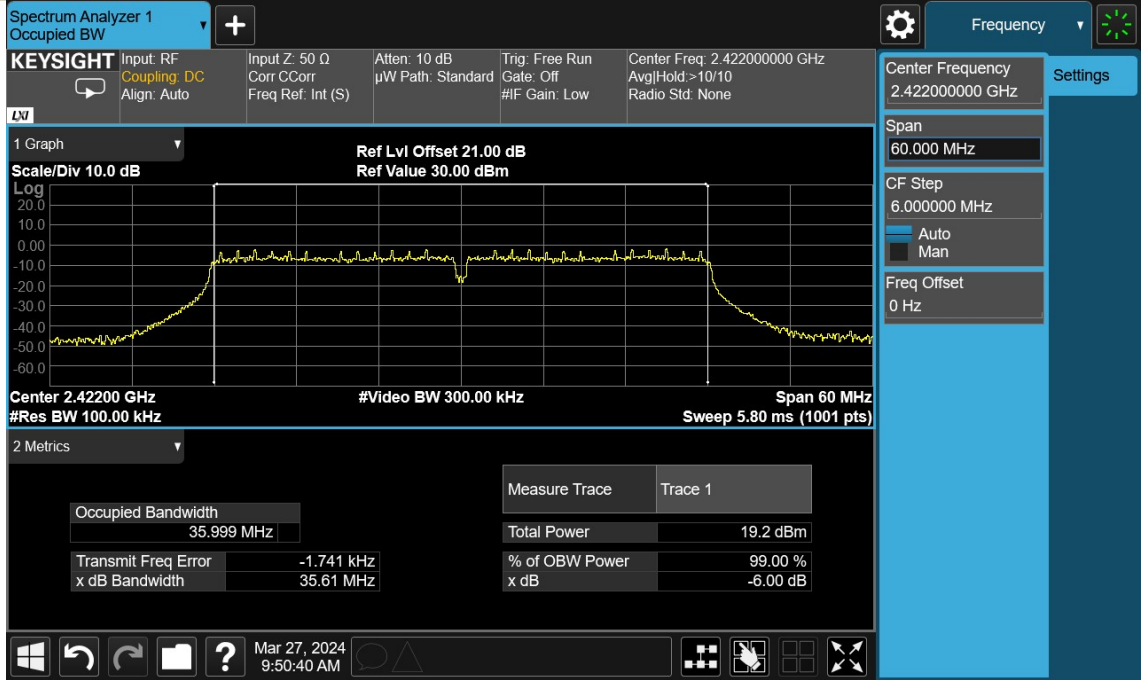 Spectrum Analyzer 1
Occupied BW
+
Frequency
KEYSIGHT
LXI
Input: RF
Coupling: DC
Align: Auto
Input Z: 50 Ω
Corr CCorr
Freq Ref: Int (S)
Atten: 10 dB
µW Path: Standard
Trig: Free Run
Gate: Off
#IF Gain: Low
Center Freq: 2.422000000 GHz
Avg|Hold:>10/10
Radio Std: None
Center Frequency
2.422000000 GHz
Settings
Span
60.000 MHz
CF Step
6.000000 MHz
Auto
Man
Freq Offset
0 Hz
1 Graph
Scale/Div 10.0 dB
Ref Lvl Offset 21.00 dB
Ref Value 30.00 dBm
Log
20.0
10.0
0.00
-10.0
-20.0
-30.0
-40.0
-50.0
-60.0
Center 2.42200 GHz
#Video BW 300.00 kHz
Span 60 MHz
#Res BW 100.00 kHz
Sweep 5.80 ms (1001 pts)
2 Metrics
Measure Trace Trace 1
Occupied Bandwidth
35.999 MHz
Total Power 19.2 dBm
Transmit Freq Error -1.741 kHz
% of OBW Power 99.00 %
x dB Bandwidth 35.61 MHz
x dB -6.00 dB
?
Mar 27, 2024
9:50:40 AM